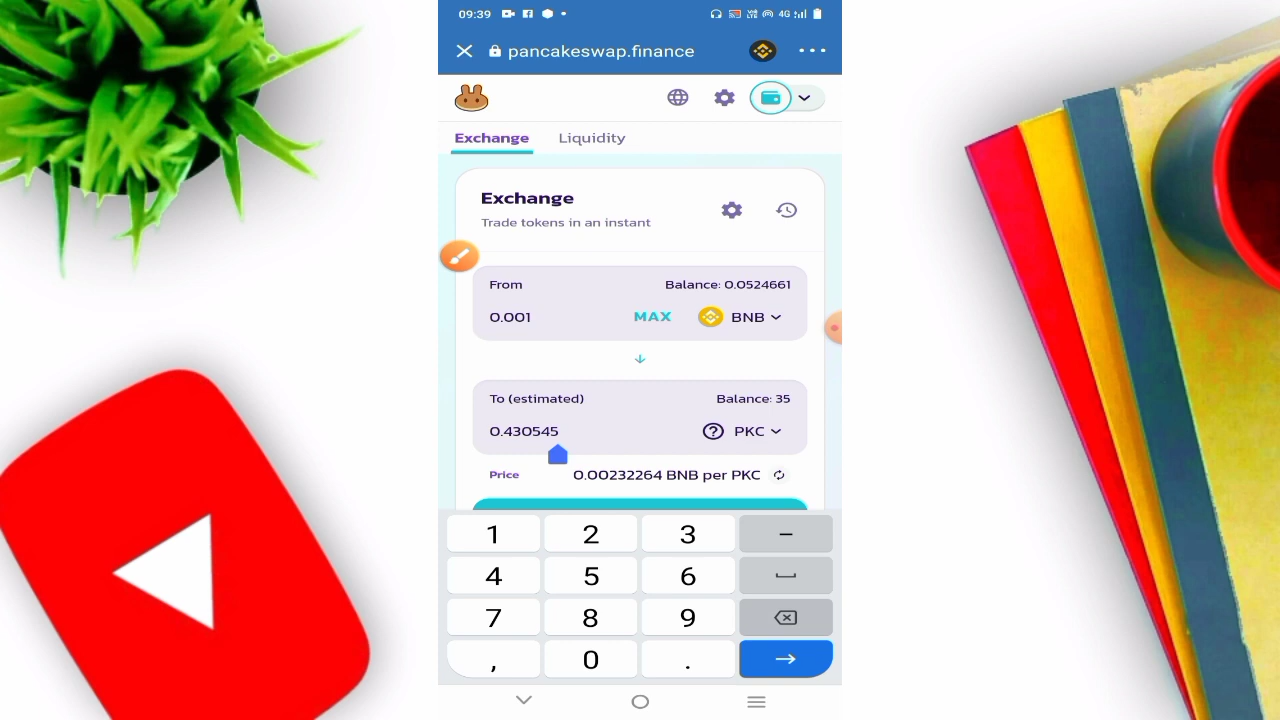 09:39
4G
pancakeswap.finance
Exchange Liquidity
Exchange
Trade tokens in an instant
From Balance: 0.0524661
0.001 MAX BNB
To (estimated) Balance: 35
0.430545 PKC
Price 0.00232264 BNB per PKC
1 2 3 −
4 5 6
7 8 9
, 0 .